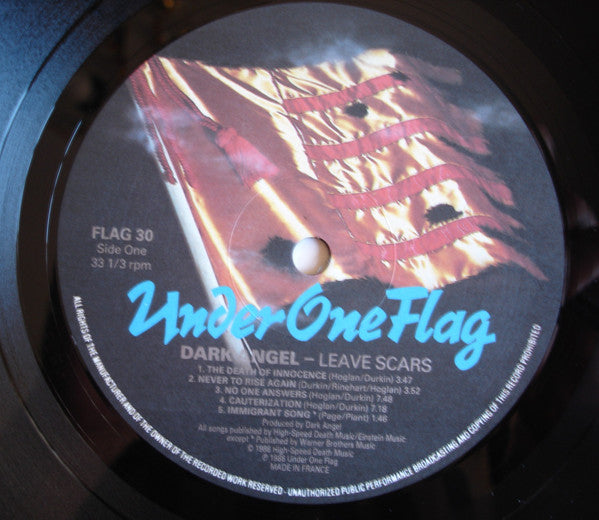 FLAG 30
Side One
33 1/3 rpm
Under One Flag
DARK ANGEL – LEAVE SCARS
1. THE DEATH OF INNOCENCE (Hoglan/Durkin) 3.47
2. NEVER TO RISE AGAIN (Durkin/Rinehart/Hoglan) 3.52
3. NO ONE ANSWERS (Hoglan/Durkin) 7.18
4. CAUTERIZATION (Hoglan/Durkin) 7.18
5. IMMIGRANT SONG * (Page/Plant) 1.46
Produced by Dark Angel
All songs published by High-Speed Death Music/Einstein Music
except * Published by Warner Brothers Music
© 1988 High-Speed Death Music
℗ 1988 Under One Flag
MADE IN FRANCE
ALL RIGHTS OF THE MANUFACTURER AND OF THE OWNER OF THE RECORDED WORK RESERVED - UNAUTHORIZED PUBLIC PERFORMANCE BROADCASTING AND COPYING OF THIS RECORD PROHIBITED